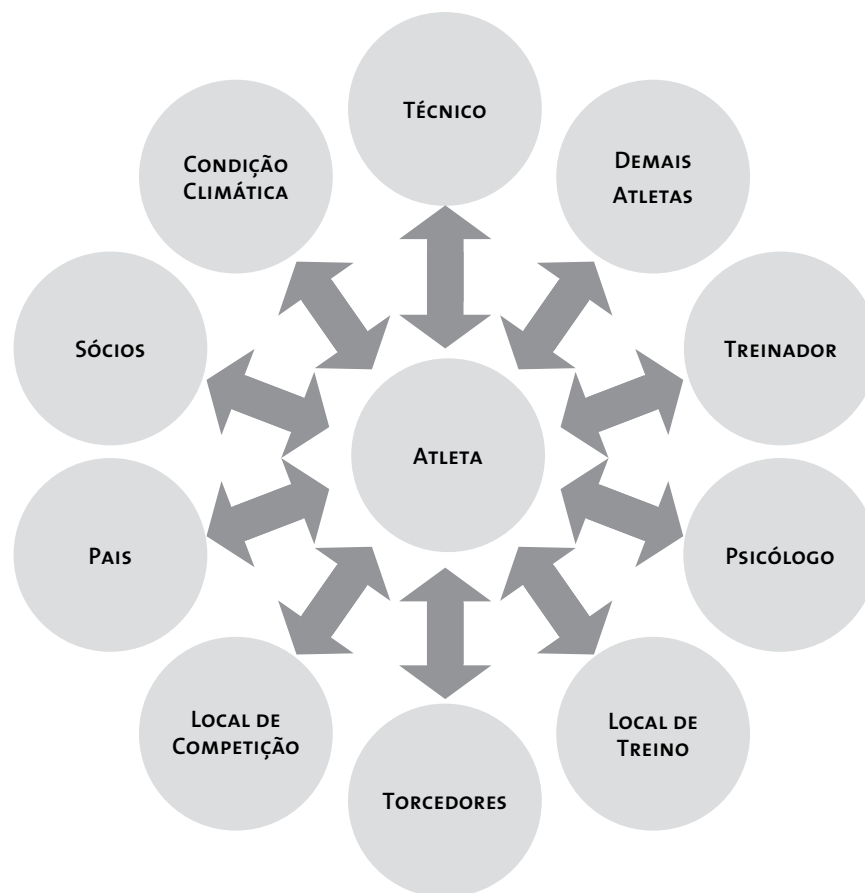 Técnico
Condição
Climática
Demais
Atletas
Sócios
Treinador
Atleta
Pais
Psicólogo
Local de
Competição
Local de
Treino
Torcedores